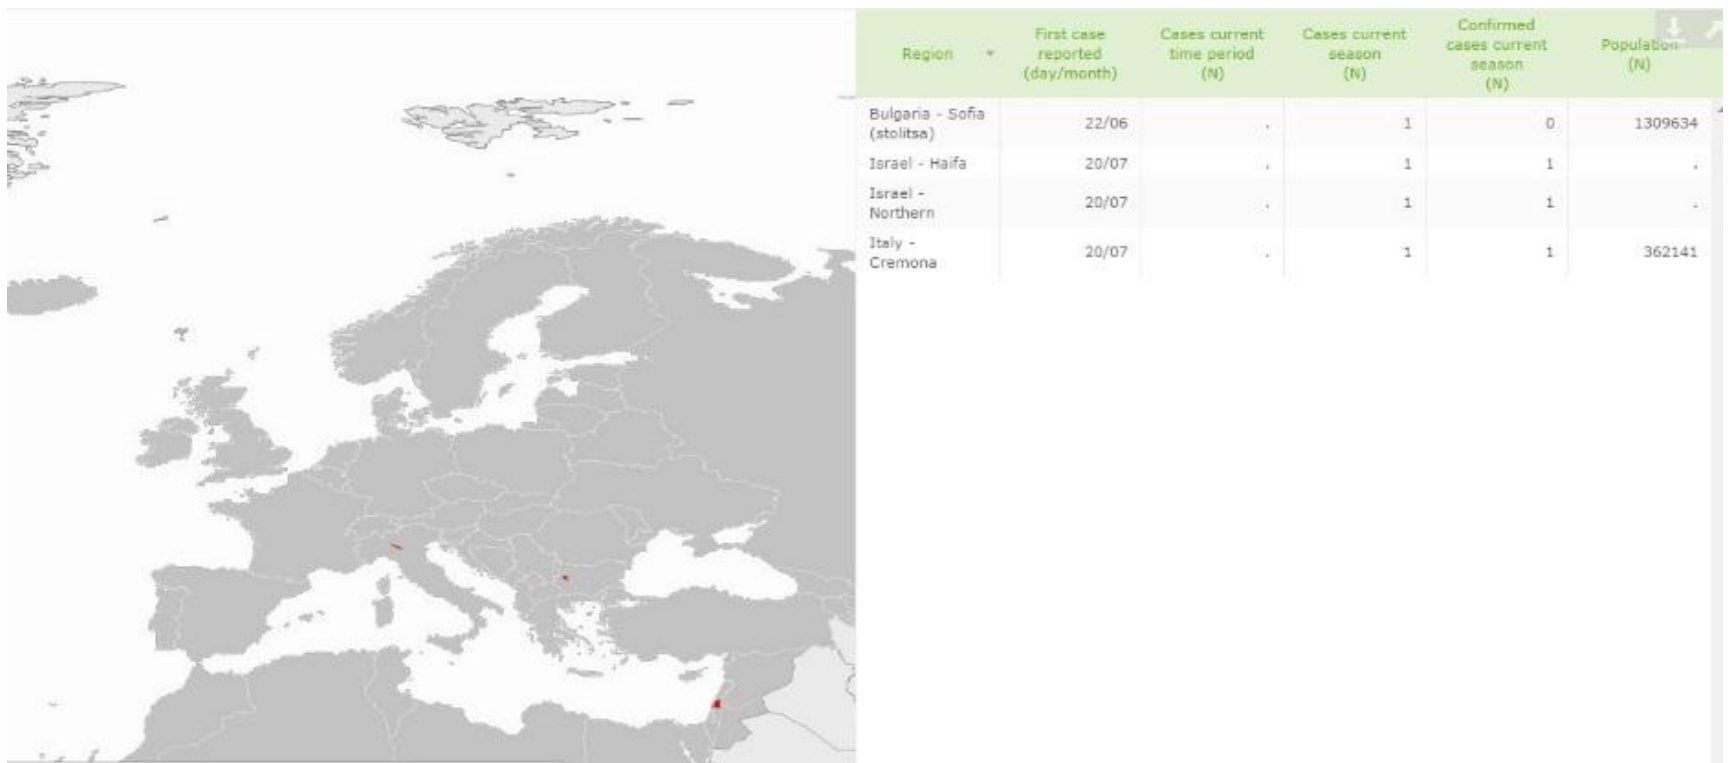 Region
First case
reported
(day/month)
Cases current
time period
(N)
Cases current
season
(N)
Confirmed
cases current
season
(N)
Population
(N)
Bulgaria - Sofia
(stolitsa)
22/06
.
1
0
1309634
Israel - Haifa
20/07
.
1
1
.
Israel -
Northern
20/07
.
1
1
.
Italy -
Cremona
20/07
.
1
1
362141